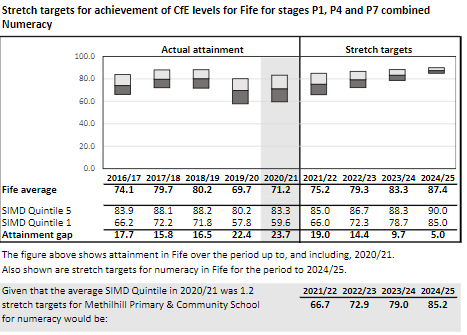 Stretch targets for achievement of CfE levels for Fife for stages P1, P4 and P7 combined
Numeracy
Actual attainment Stretch targets
100.0
80.0
60.0
40.0
20.0
0.0
2016/17 2017/18 2018/19 2019/20 2020/21 2021/22 2022/23 2023/24 2024/25
Fife average 74.1 79.7 80.2 69.7 71.2 75.2 79.3 83.3 87.4
SIMD Quintile 5 83.9 88.1 88.2 80.2 83.3 85.0 86.7 88.3 90.0
SIMD Quintile 1 66.2 72.2 71.8 57.8 59.6 66.0 72.3 78.7 85.0
Attainment gap 17.7 15.8 16.5 22.4 23.7 19.0 14.4 9.7 5.0
The figure above shows attainment in Fife over the period up to, and including, 2020/21.
Also shown are stretch targets for numeracy in Fife for the period to 2024/25.
Given that the average SIMD Quintile in 2020/21 was 1.2 2021/22 2022/23 2023/24 2024/25
stretch targets for Methilhill Primary & Community School 66.7 72.9 79.0 85.2
for numeracy would be: